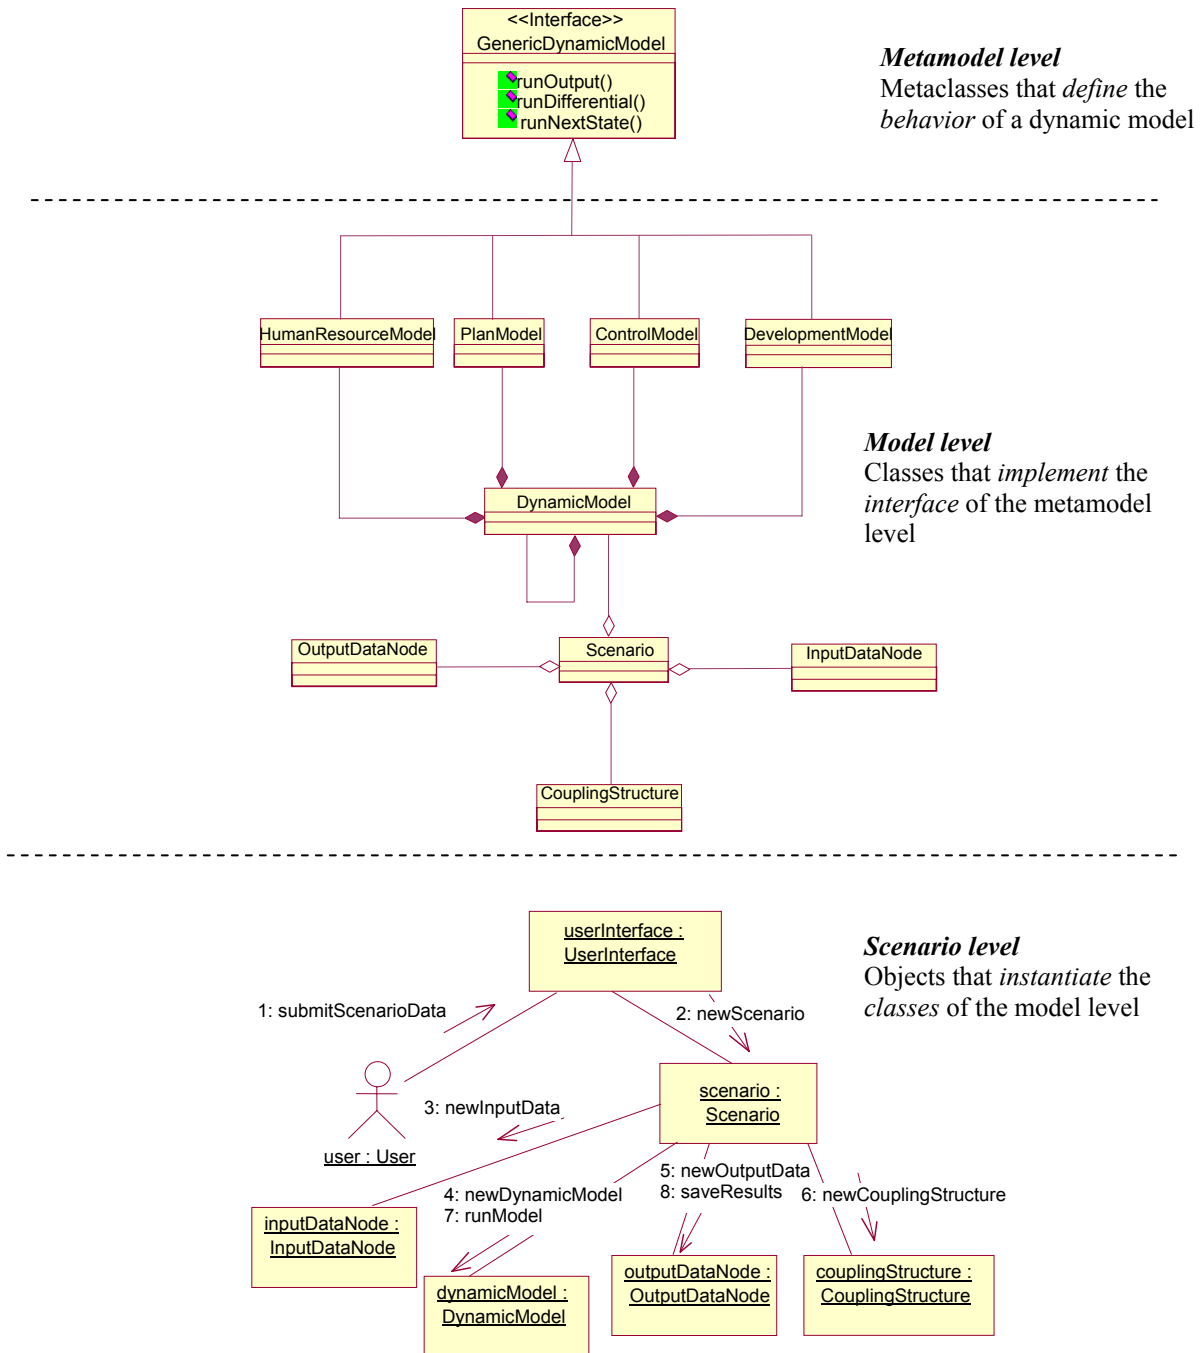 <<Interface>>
GenericDynamicModel
runOutput()
runDifferential()
runNextState()
Metamodel level
Metaclasses that define the
behavior of a dynamic model
HumanResourceModel
PlanModel
ControlModel
DevelopmentModel
Model level
Classes that implement the
interface of the metamodel
level
DynamicModel
OutputDataNode
Scenario
InputDataNode
CouplingStructure
Scenario level
Objects that instantiate the
classes of the model level
userInterface :
UserInterface
1: submitScenarioData
2: newScenario
scenario :
Scenario
3: newInputData
user : User
5: newOutputData
8: saveResults
4: newDynamicModel
7: runModel
6: newCouplingStructure
inputDataNode :
InputDataNode
dynamicModel :
DynamicModel
outputDataNode :
OutputDataNode
couplingStructure :
CouplingStructure